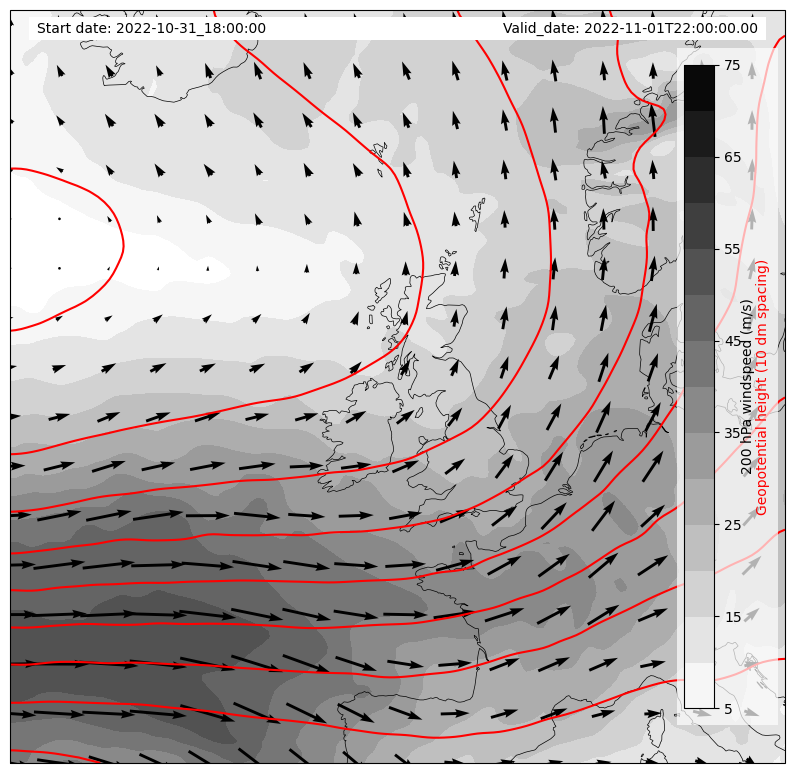 Start date: 2022-10-31_18:00:00
Valid_date: 2022-11-01T22:00:00.00
75
65
55
45
35
25
15
5
200 hPa windspeed (m/s)
Geopotential height (10 dm spacing)